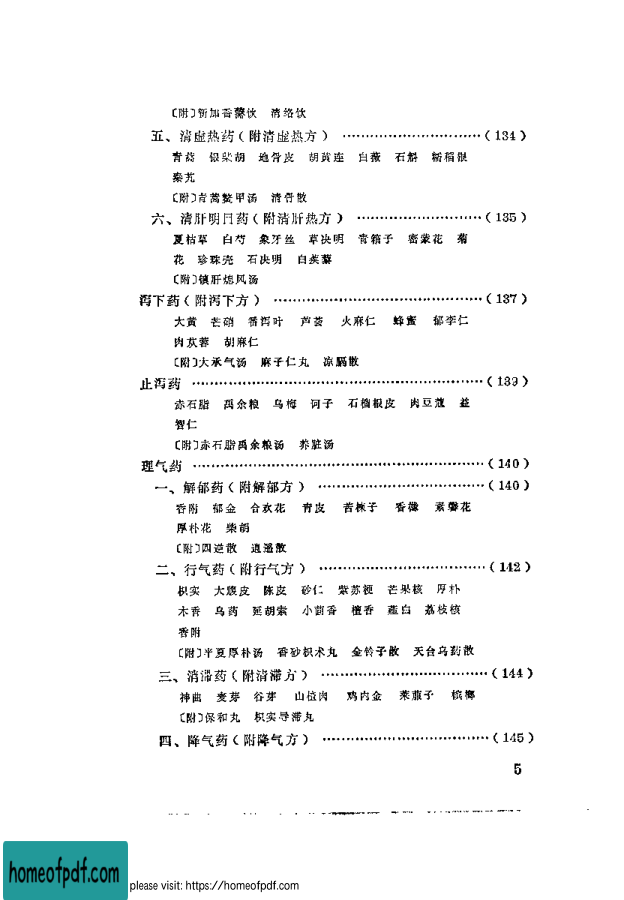 〔附〕新加香薷饮 清络饮
五、清虚热药(附清虚热方) …………………………(134)
青蒿 银柴胡 地骨皮 胡黄连 白薇 石斛 糯稻根
秦艽
〔附〕青蒿鳖甲汤 清骨散
六、清肝明目药(附清肝热方) ………………………(135)
夏枯草 白芍 象牙丝 草决明 青箱子 密蒙花 菊
花 珍珠壳 石决明 白蒺藜
〔附〕镇肝熄风汤
泻下药(附泻下方) ……………………………………(137)
大黄 芒硝 番泻叶 芦荟 火麻仁 蜂蜜 郁李仁
肉苁蓉 胡麻仁
〔附〕大承气汤 麻子仁丸 凉膈散
止泻药 …………………………………………………(139)
赤石脂 禹余粮 乌梅 诃子 石榴根皮 肉豆蔻 益
智仁
〔附〕赤石脂禹余粮汤 养脏汤
理气药 …………………………………………………(140)
一、解郁药(附解郁方) ………………………………(140)
香附 郁金 合欢花 青皮 苦楝子 香橼 素馨花
厚朴花 柴胡
〔附〕四逆散 逍遥散
二、行气药(附行气方) ………………………………(142)
枳实 大腹皮 陈皮 砂仁 紫苏梗 芒果核 厚朴
木香 乌药 延胡索 小茴香 檀香 薤白 荔枝核
香附
〔附〕半夏厚朴汤 香砂枳术丸 金铃子散 天台乌药散
三、消滞药(附清滞方) ………………………………(144)
神曲 麦芽 谷芽 山楂肉 鸡内金 莱菔子 槟榔
〔附〕保和丸 枳实导滞丸
四、降气药(附降气方) ………………………………(145)
5
homeofpdf.com
please visit: https://homeofpdf.com